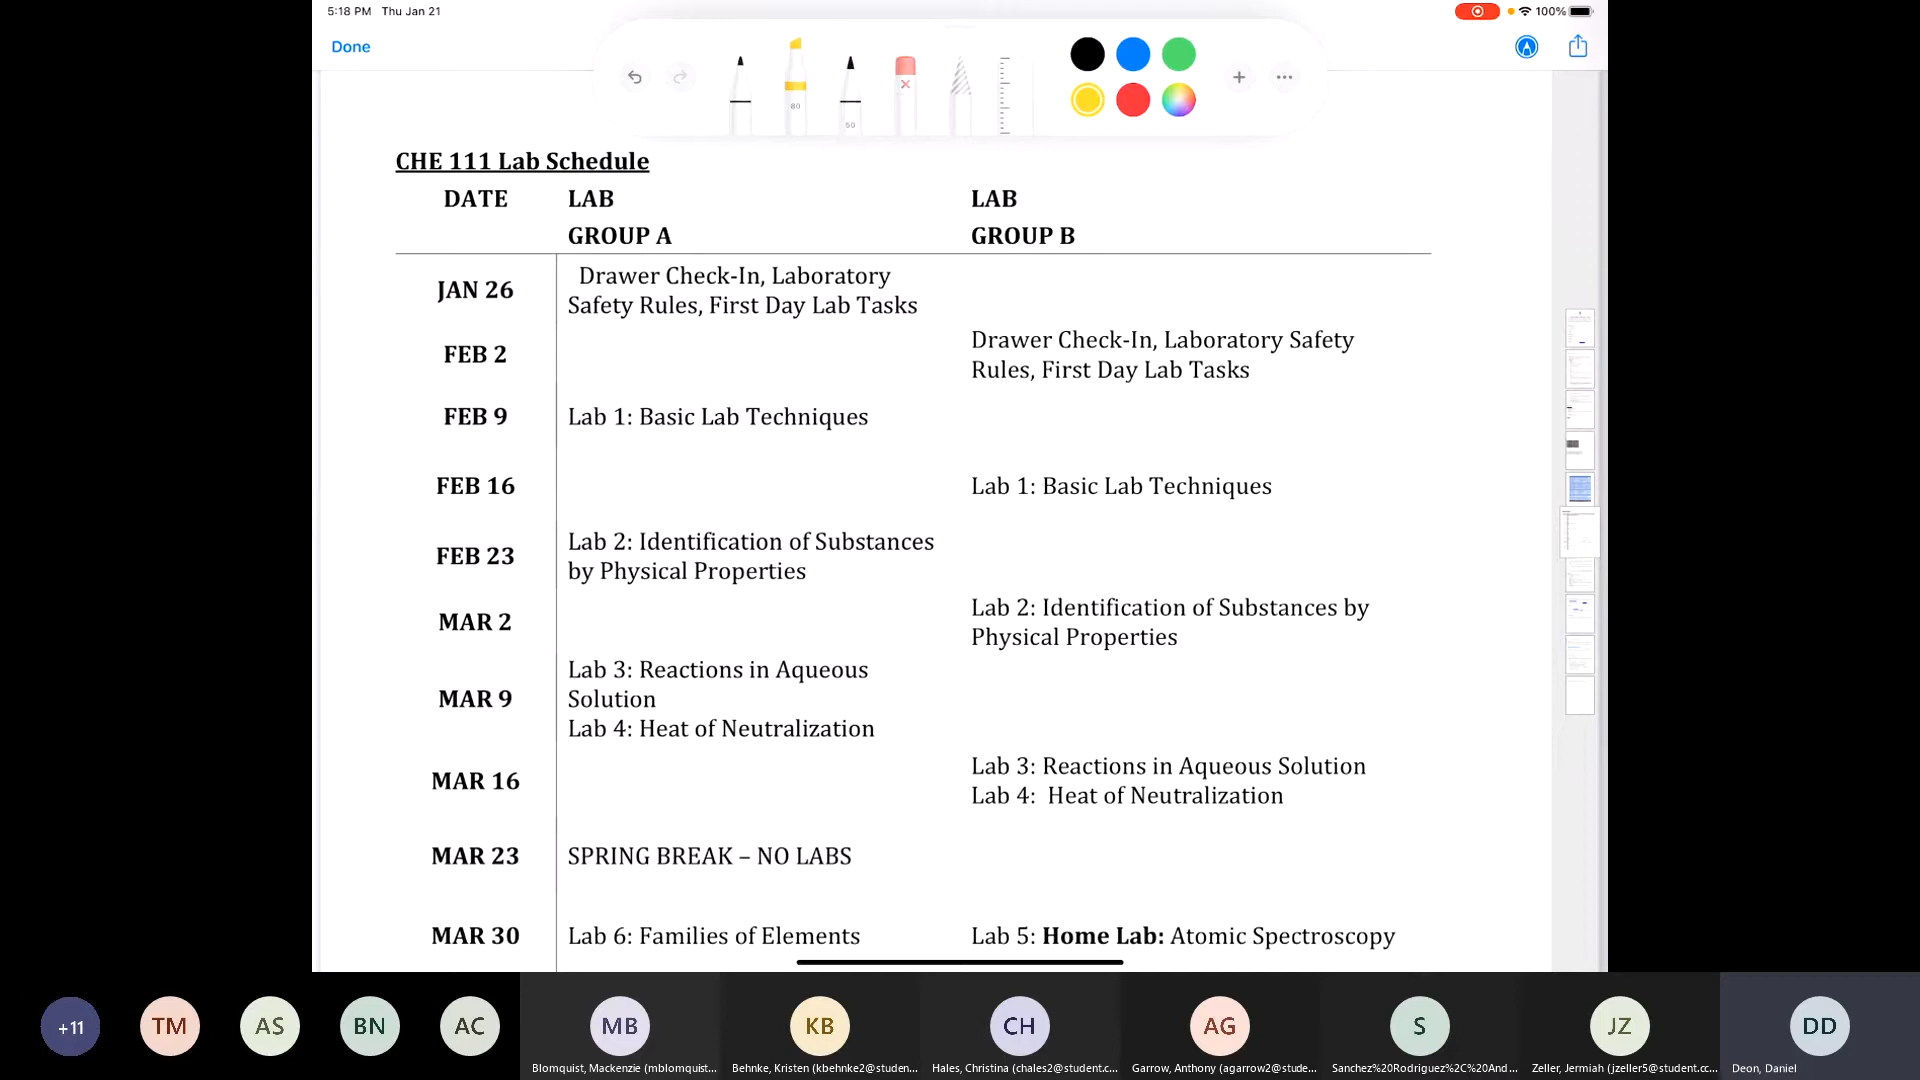 5:18 PM Thu Jan 21
100%
Done
80
50
CHE 111 Lab Schedule
DATE LAB LAB
GROUP A GROUP B
JAN 26 Drawer Check-In, Laboratory
Safety Rules, First Day Lab Tasks
FEB 2 Drawer Check-In, Laboratory Safety
Rules, First Day Lab Tasks
FEB 9 Lab 1: Basic Lab Techniques
FEB 16 Lab 1: Basic Lab Techniques
FEB 23 Lab 2: Identification of Substances
by Physical Properties
MAR 2 Lab 2: Identification of Substances by
Physical Properties
MAR 9 Lab 3: Reactions in Aqueous
Solution
Lab 4: Heat of Neutralization
MAR 16 Lab 3: Reactions in Aqueous Solution
Lab 4: Heat of Neutralization
MAR 23 SPRING BREAK – NO LABS
MAR 30 Lab 6: Families of Elements Lab 5: Home Lab: Atomic Spectroscopy
+11 TM AS BN AC MB KB CH AG S JZ DD
Blomquist, Mackenzie (mblomquist... Behnke, Kristen (kbehnke2@studen... Hales, Christina (chales2@student.c... Garrow, Anthony (agarrow2@stude... Sanchez%20Rodriguez%2C%20And... Zeller, Jermiah (jzeller5@student.cc... Deon, Daniel